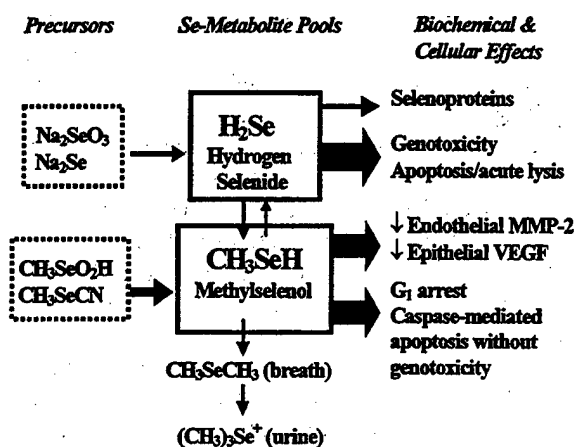 Precursors
Se-Metabolite Pools
Biochemical &
Cellular Effects
Na₂SeO₃
Na₂Se
H₂Se
Hydrogen
Selenide
Selenoproteins
Genotoxicity
Apoptosis/acute lysis
CH₃SeO₂H
CH₃SeCN
CH₃SeH
Methylselenol
↓ Endothelial MMP-2
↓ Epithelial VEGF
G₁ arrest
Caspase-mediated
apoptosis without
genotoxicity
CH₃SeCH₃ (breath)
(CH₃)₃Se⁺ (urine)